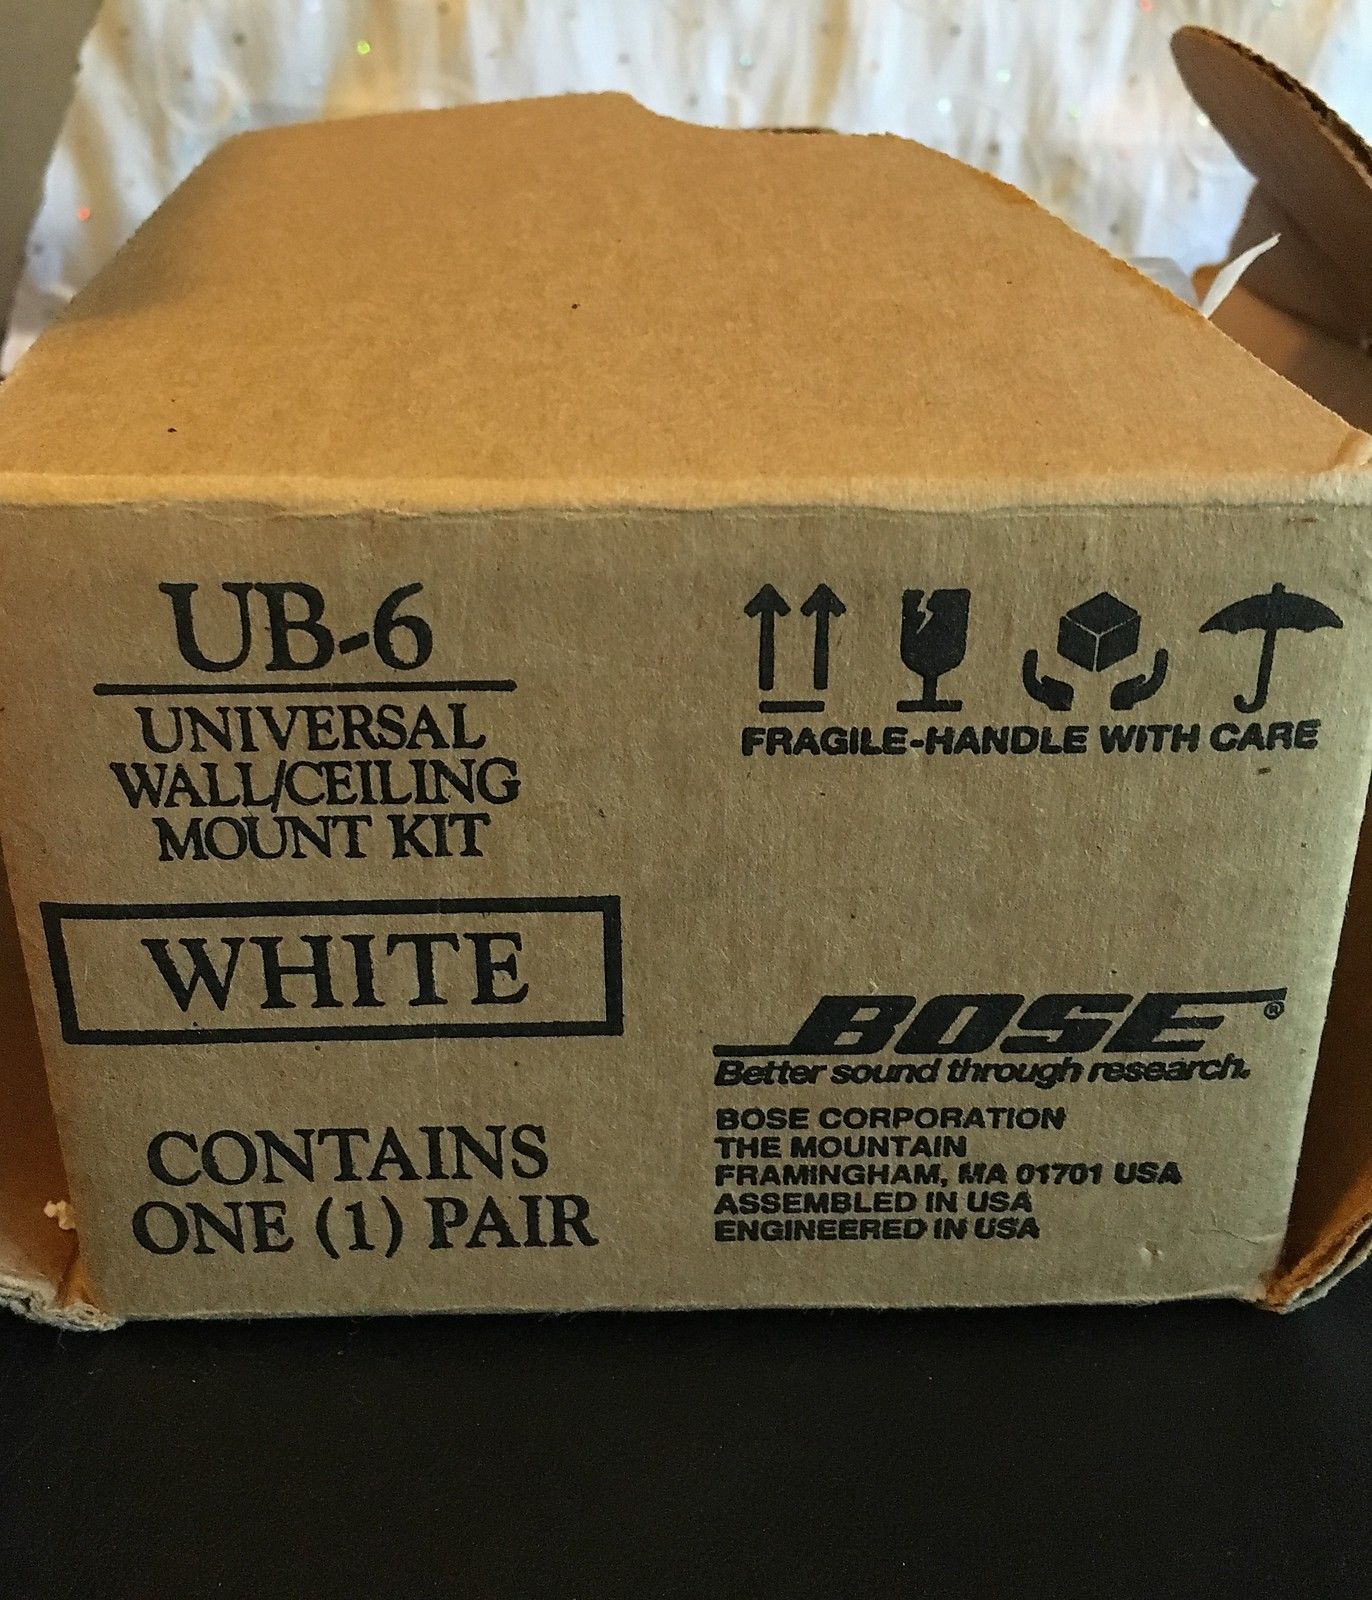 UB-6
UNIVERSAL
WALL/CEILING
MOUNT KIT
WHITE
CONTAINS
ONE (1) PAIR
FRAGILE-HANDLE WITH CARE
BOSE®
Better sound through research.
BOSE CORPORATION
THE MOUNTAIN
FRAMINGHAM, MA 01701 USA
ASSEMBLED IN USA
ENGINEERED IN USA